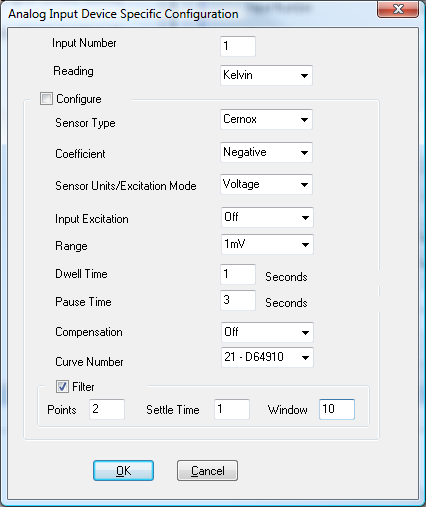 Analog Input Device Specific Configuration
Input Number 1
Reading Kelvin
Configure
Sensor Type Cernox
Coefficient Negative
Sensor Units/Excitation Mode Voltage
Input Excitation Off
Range 1mV
Dwell Time 1 Seconds
Pause Time 3 Seconds
Compensation Off
Curve Number 21 - D64910
Filter
Points 2 Settle Time 1 Window 10
OK Cancel